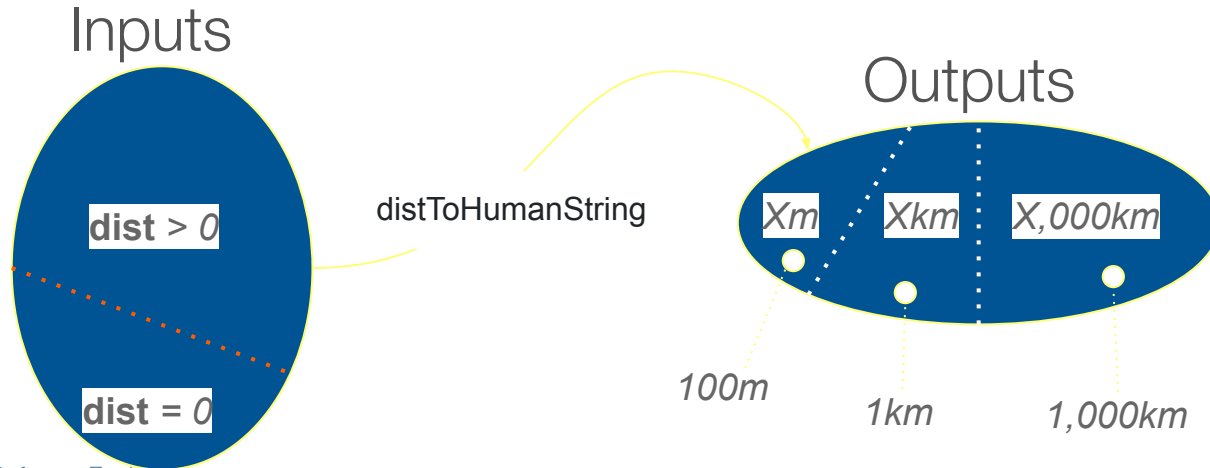 Inputs
Outputs
distToHumanString
dist > 0
dist = 0
Xm
Xkm
X,000km
100m
1km
1,000km